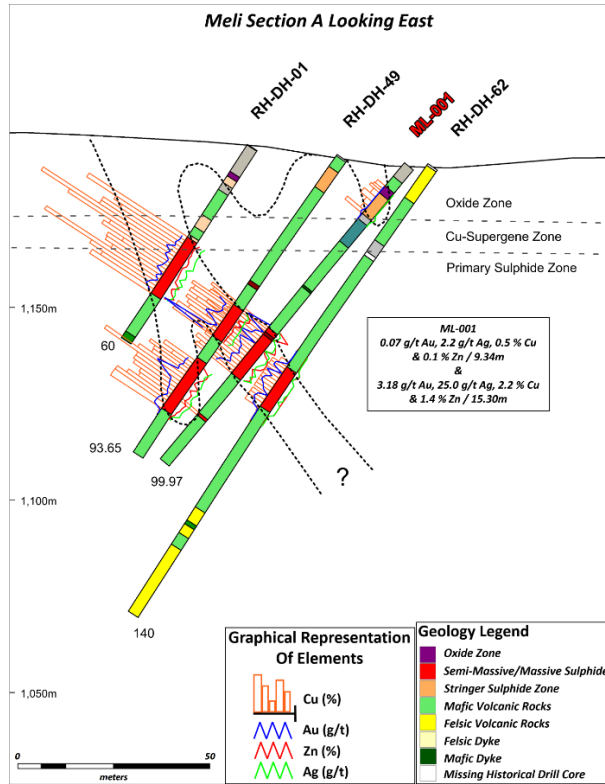 Meli Section A Looking East
RH-DH-01
RH-DH-49
ML-001
RH-DH-62
Oxide Zone
Cu-Supergene Zone
Primary Sulphide Zone
1,150m
ML-001
0.07 g/t Au, 2.2 g/t Ag, 0.5 % Cu
& 0.1 % Zn / 9.34m
&
3.18 g/t Au, 25.0 g/t Ag, 2.2 % Cu
& 1.4 % Zn / 15.30m
60
93.65
99.97
?
1,100m
140
1,050m
0 50
meters
Graphical Representation
Of Elements
Cu (%)
Au (g/t)
Zn (%)
Ag (g/t)
Geology Legend
Oxide Zone
Semi-Massive/Massive Sulphide
Stringer Sulphide Zone
Mafic Volcanic Rocks
Felsic Volcanic Rocks
Felsic Dyke
Mafic Dyke
Missing Historical Drill Core